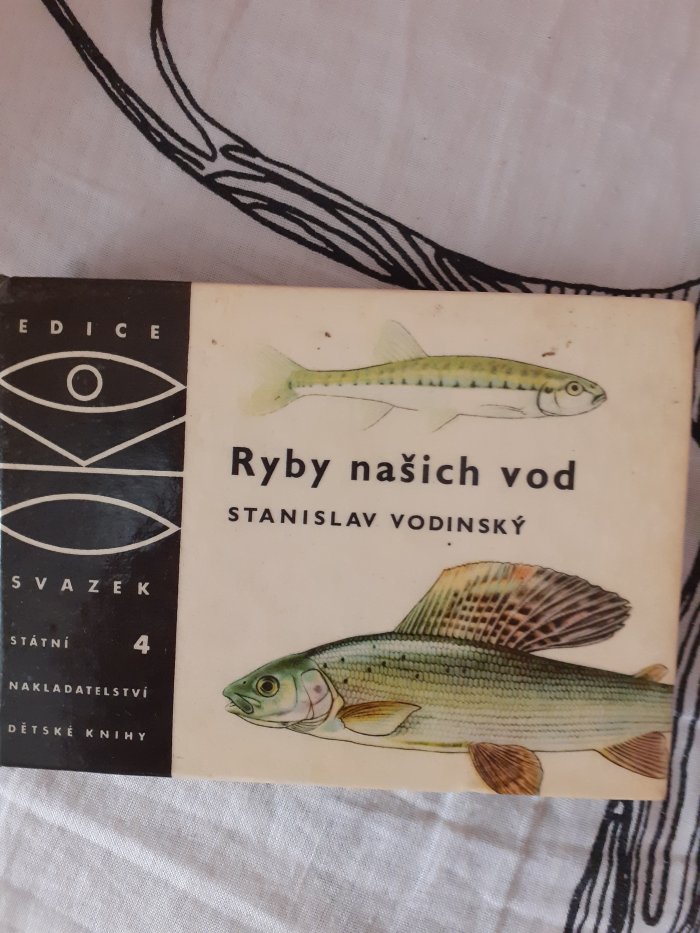 EDICE
SVAZEK
STÁTNÍ 4
NAKLADATELSTVÍ
DĚTSKÉ KNIHY
Ryby našich vod
STANISLAV VODINSKÝ